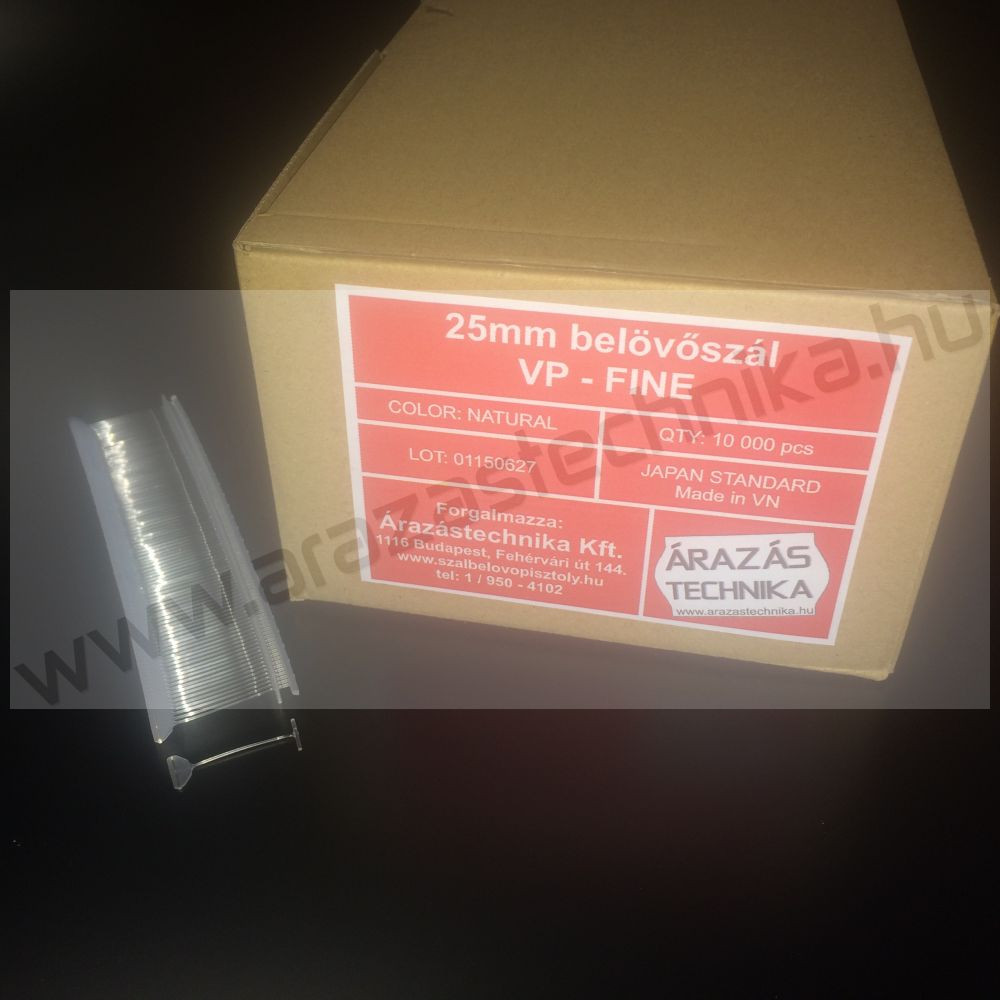 25mm belövőszál
VP - FINE
COLOR: NATURAL
QTY: 10 000 pcs
LOT: 01150627
JAPAN STANDARD
Made in VN
Forgalmazza:
Árazástechnika Kft.
1116 Budapest, Fehérvári út 144.
www.szalbelovopisztoly.hu
tel: 1 / 950 - 4102
ÁRAZÁS
TECHNIKA
www.arazastechnika.hu
www.arazastechnika.hu